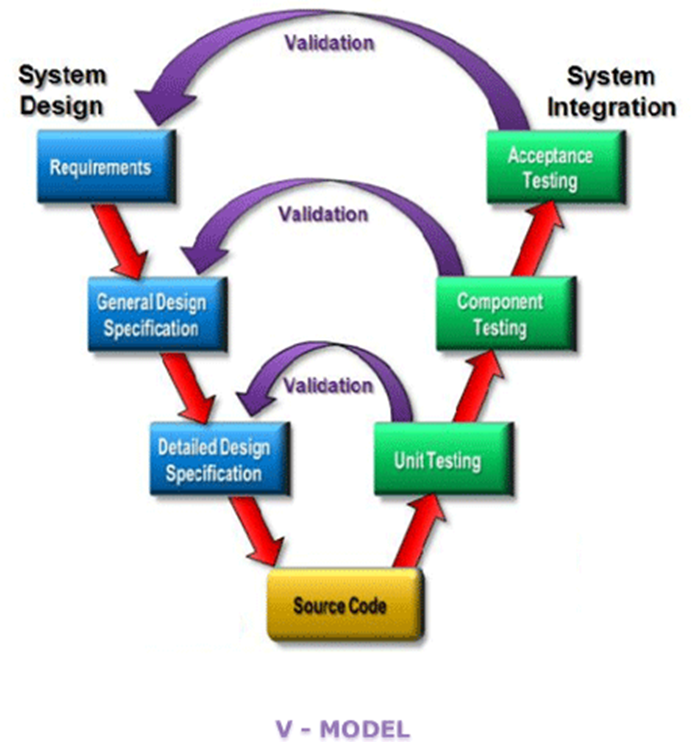 Validation
System
Design
System
Integration
Requirements
Acceptance
Testing
Validation
General Design
Specification
Component
Testing
Validation
Detailed Design
Specification
Unit Testing
Source Code
V - MODEL